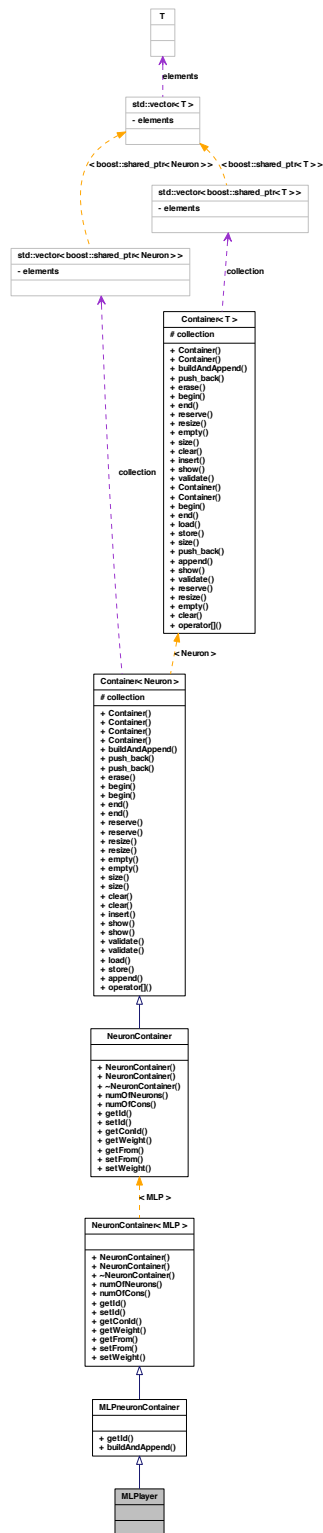 T
elements
std::vector< T >
- elements
< boost::shared_ptr< Neuron > >
< boost::shared_ptr< T > >
std::vector< boost::shared_ptr< T > >
- elements
std::vector< boost::shared_ptr< Neuron > >
- elements
collection
Container< T >
# collection
+ Container()
+ Container()
+ buildAndAppend()
+ push_back()
+ erase()
+ begin()
+ end()
+ reserve()
+ resize()
+ empty()
+ size()
+ clear()
+ insert()
+ show()
+ validate()
+ Container()
+ Container()
+ begin()
+ end()
+ load()
+ store()
+ size()
+ push_back()
+ append()
+ show()
+ validate()
+ reserve()
+ resize()
+ empty()
+ clear()
+ operator[]()
collection
< Neuron >
Container< Neuron >
# collection
+ Container()
+ Container()
+ Container()
+ Container()
+ buildAndAppend()
+ push_back()
+ push_back()
+ erase()
+ begin()
+ begin()
+ end()
+ end()
+ reserve()
+ reserve()
+ resize()
+ resize()
+ empty()
+ empty()
+ size()
+ size()
+ clear()
+ clear()
+ insert()
+ show()
+ show()
+ validate()
+ validate()
+ load()
+ store()
+ append()
+ operator[]()
NeuronContainer
+ NeuronContainer()
+ NeuronContainer()
+ ~NeuronContainer()
+ numOfNeurons()
+ numOfCons()
+ getId()
+ setId()
+ getConId()
+ getWeight()
+ getFrom()
+ setFrom()
+ setWeight()
< MLP >
NeuronContainer< MLP >
+ NeuronContainer()
+ NeuronContainer()
+ ~NeuronContainer()
+ numOfNeurons()
+ numOfCons()
+ getId()
+ setId()
+ getConId()
+ getWeight()
+ getFrom()
+ setFrom()
+ setWeight()
MLPneuronContainer
+ getId()
+ buildAndAppend()
MLPlayer